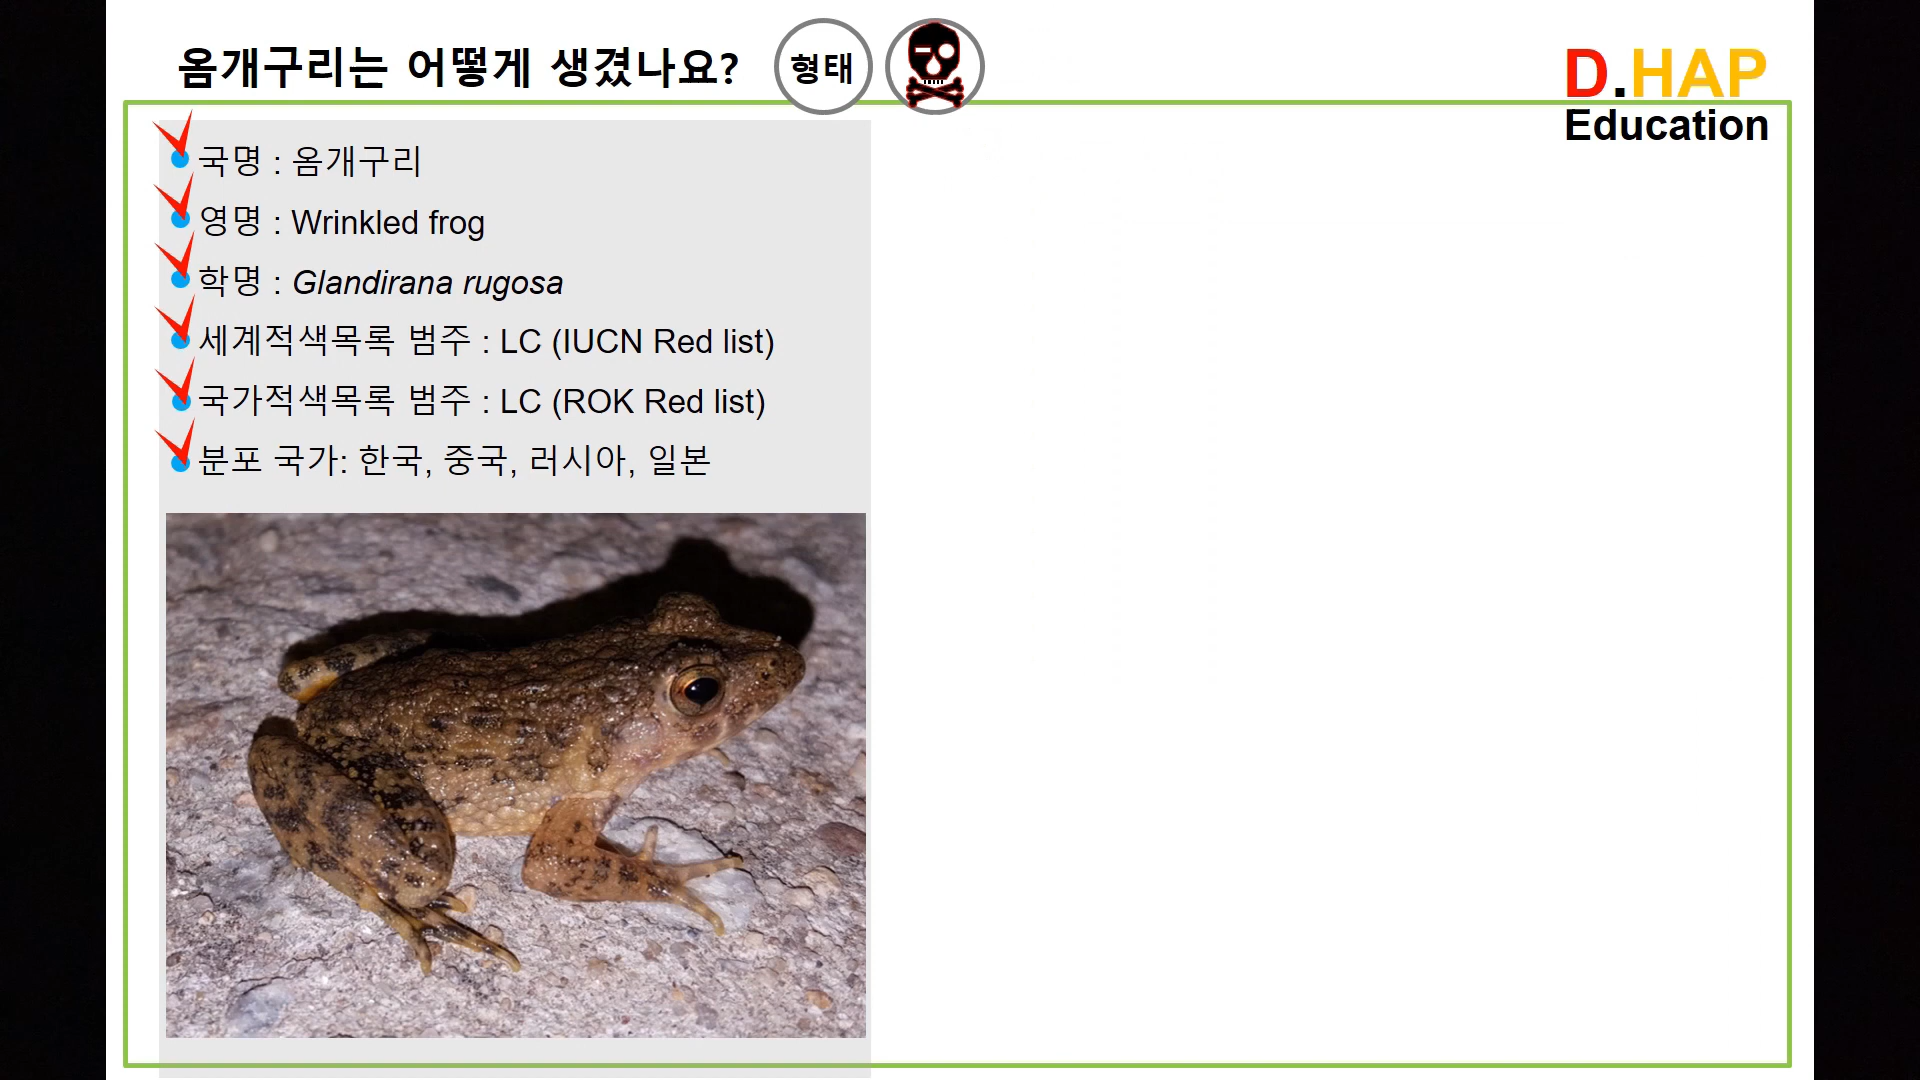 옴개구리는 어떻게 생겼나요?
형태
D.HAP
Education
국명 : 옴개구리
영명 : Wrinkled frog
학명 : Glandirana rugosa
세계적색목록 범주 : LC (IUCN Red list)
국가적색목록 범주 : LC (ROK Red list)
분포 국가: 한국, 중국, 러시아, 일본